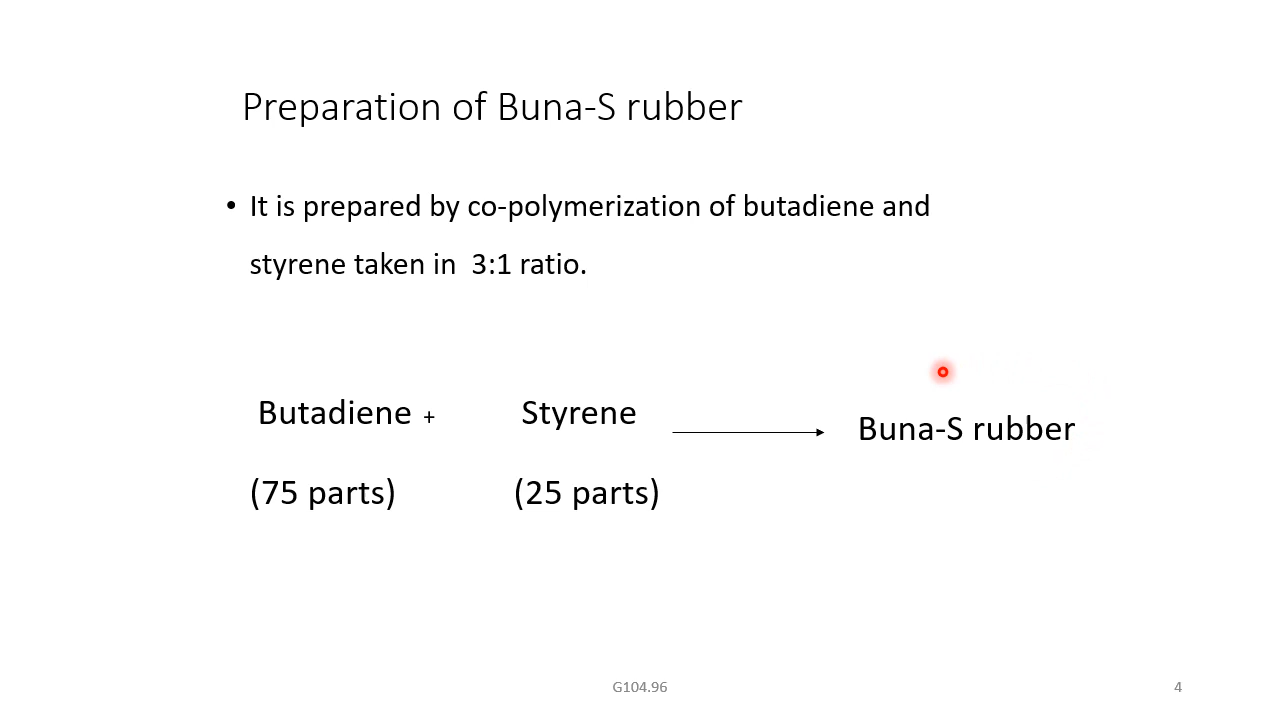 Preparation of Buna-S rubber
• It is prepared by co-polymerization of butadiene and
styrene taken in  3:1 ratio.
Butadiene + Styrene Buna-S rubber
(75 parts) (25 parts)
G104.96 4